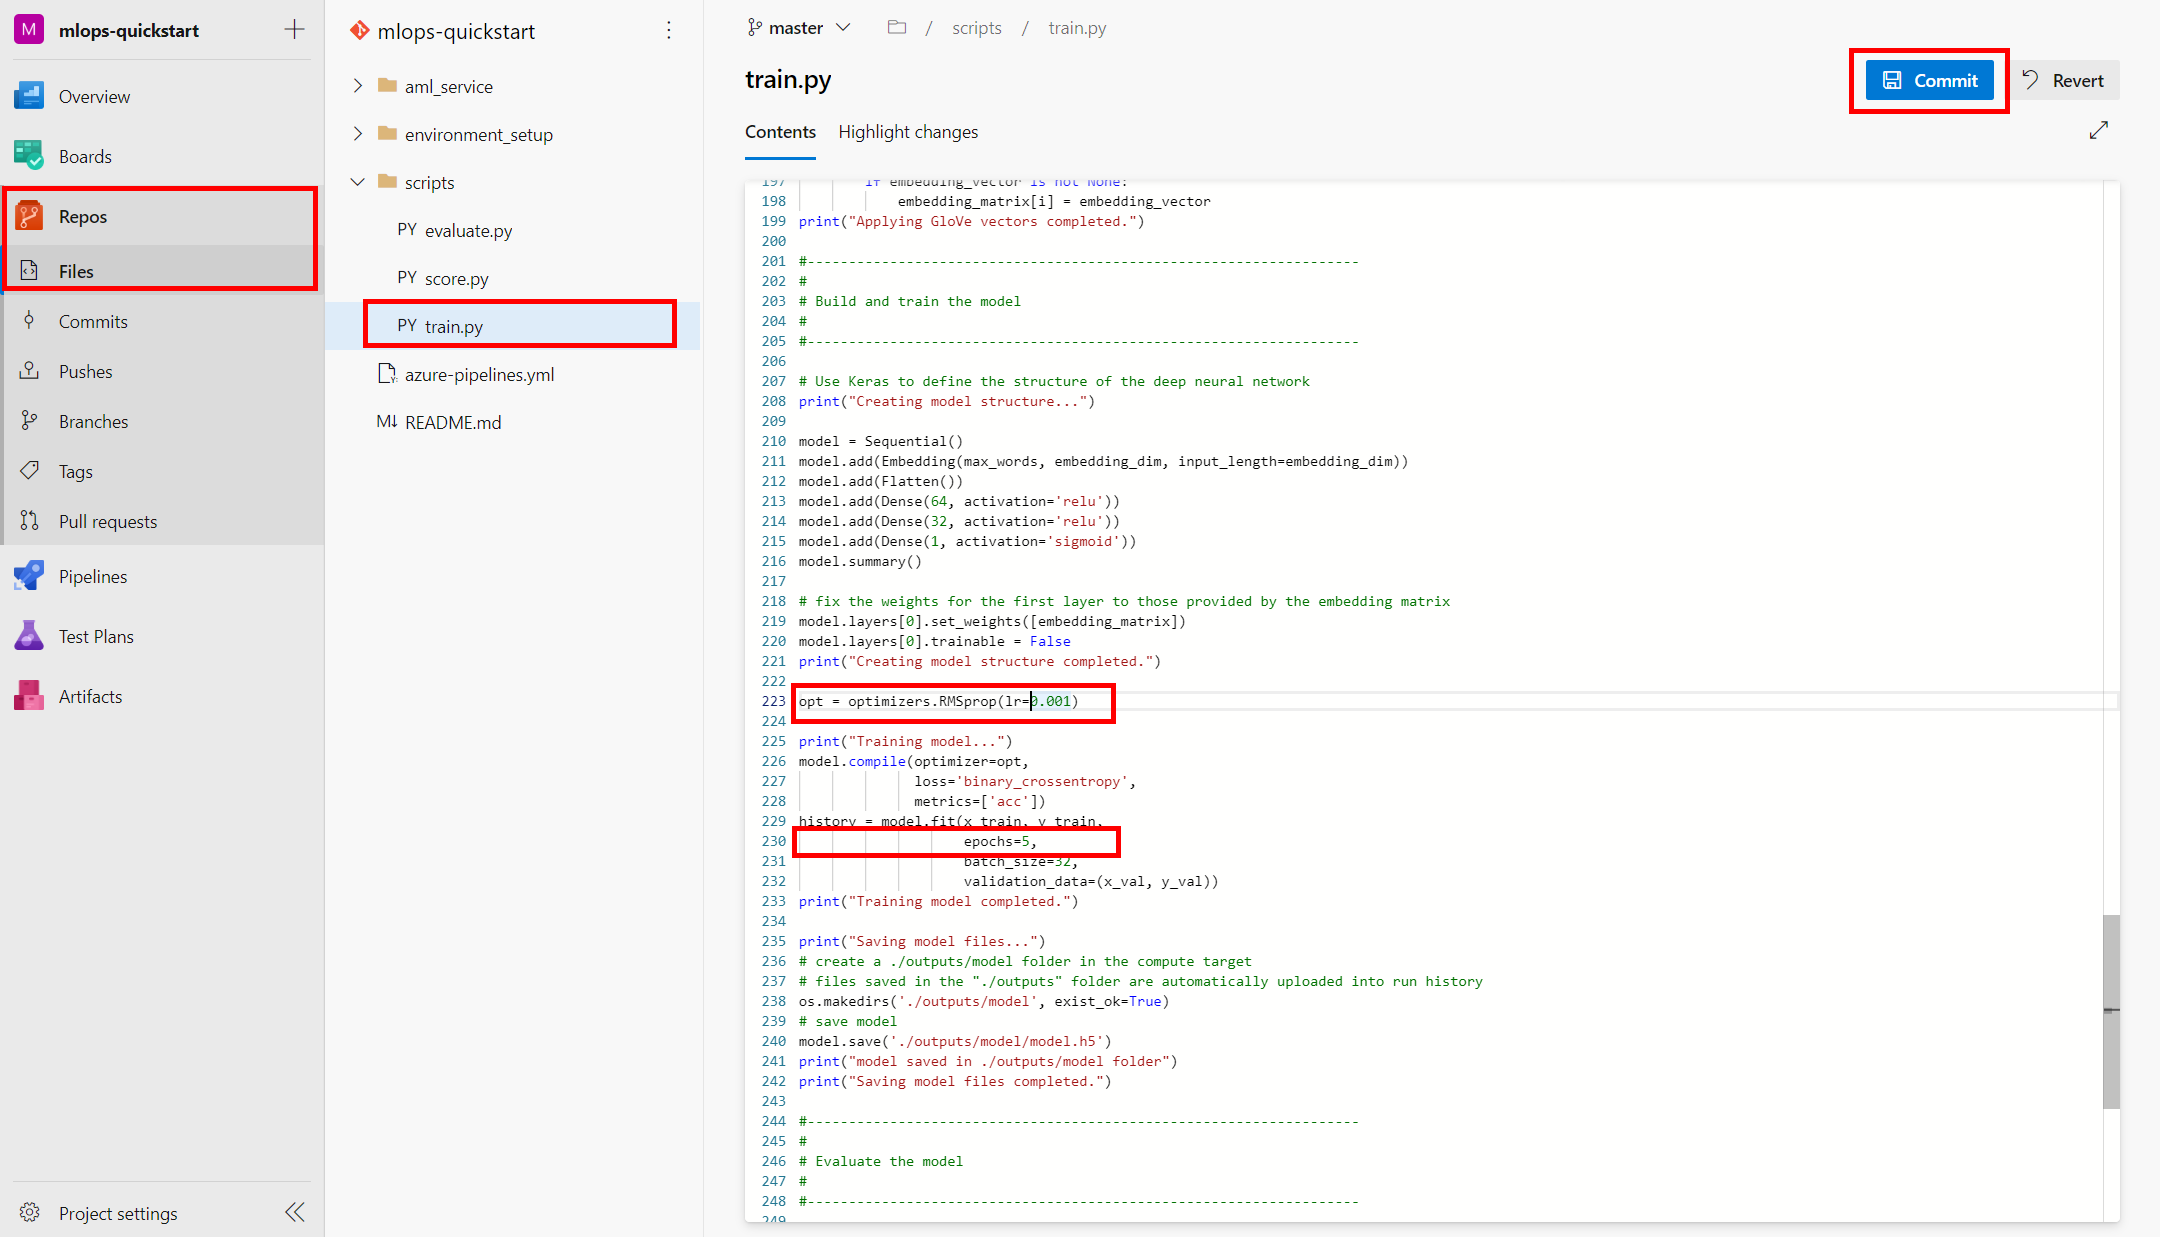 M mlops-quickstart
Overview
Boards
Repos
Files
Commits
Pushes
Branches
Tags
Pull requests
Pipelines
Test Plans
Artifacts
Project settings
mlops-quickstart
aml_service
environment_setup
scripts
PY evaluate.py
PY score.py
PY train.py
Y: azure-pipelines.yml
M↓ README.md
master / scripts / train.py
train.py
Commit
Revert
Contents Highlight changes
197 if embedding_vector is not None:
198 embedding_matrix[i] = embedding_vector
199 print("Applying GloVe vectors completed.")
200
201 #-------------------------------------------------------------------
202 #
203 # Build and train the model
204 #
205 #-------------------------------------------------------------------
206
207 # Use Keras to define the structure of the deep neural network
208 print("Creating model structure...")
209
210 model = Sequential()
211 model.add(Embedding(max_words, embedding_dim, input_length=embedding_dim))
212 model.add(Flatten())
213 model.add(Dense(64, activation='relu'))
214 model.add(Dense(32, activation='relu'))
215 model.add(Dense(1, activation='sigmoid'))
216 model.summary()
217
218 # fix the weights for the first layer to those provided by the embedding matrix
219 model.layers[0].set_weights([embedding_matrix])
220 model.layers[0].trainable = False
221 print("Creating model structure completed.")
222
223 opt = optimizers.RMSprop(lr=0.001)
224
225 print("Training model...")
226 model.compile(optimizer=opt,
227 loss='binary_crossentropy',
228 metrics=['acc'])
229 history = model.fit(x_train, y_train,
230 epochs=5,
231 batch_size=32,
232 validation_data=(x_val, y_val))
233 print("Training model completed.")
234
235 print("Saving model files...")
236 # create a ./outputs/model folder in the compute target
237 # files saved in the "./outputs" folder are automatically uploaded into run history
238 os.makedirs('./outputs/model', exist_ok=True)
239 # save model
240 model.save('./outputs/model/model.h5')
241 print("model saved in ./outputs/model folder")
242 print("Saving model files completed.")
243
244 #-------------------------------------------------------------------
245 #
246 # Evaluate the model
247 #
248 #-------------------------------------------------------------------
249